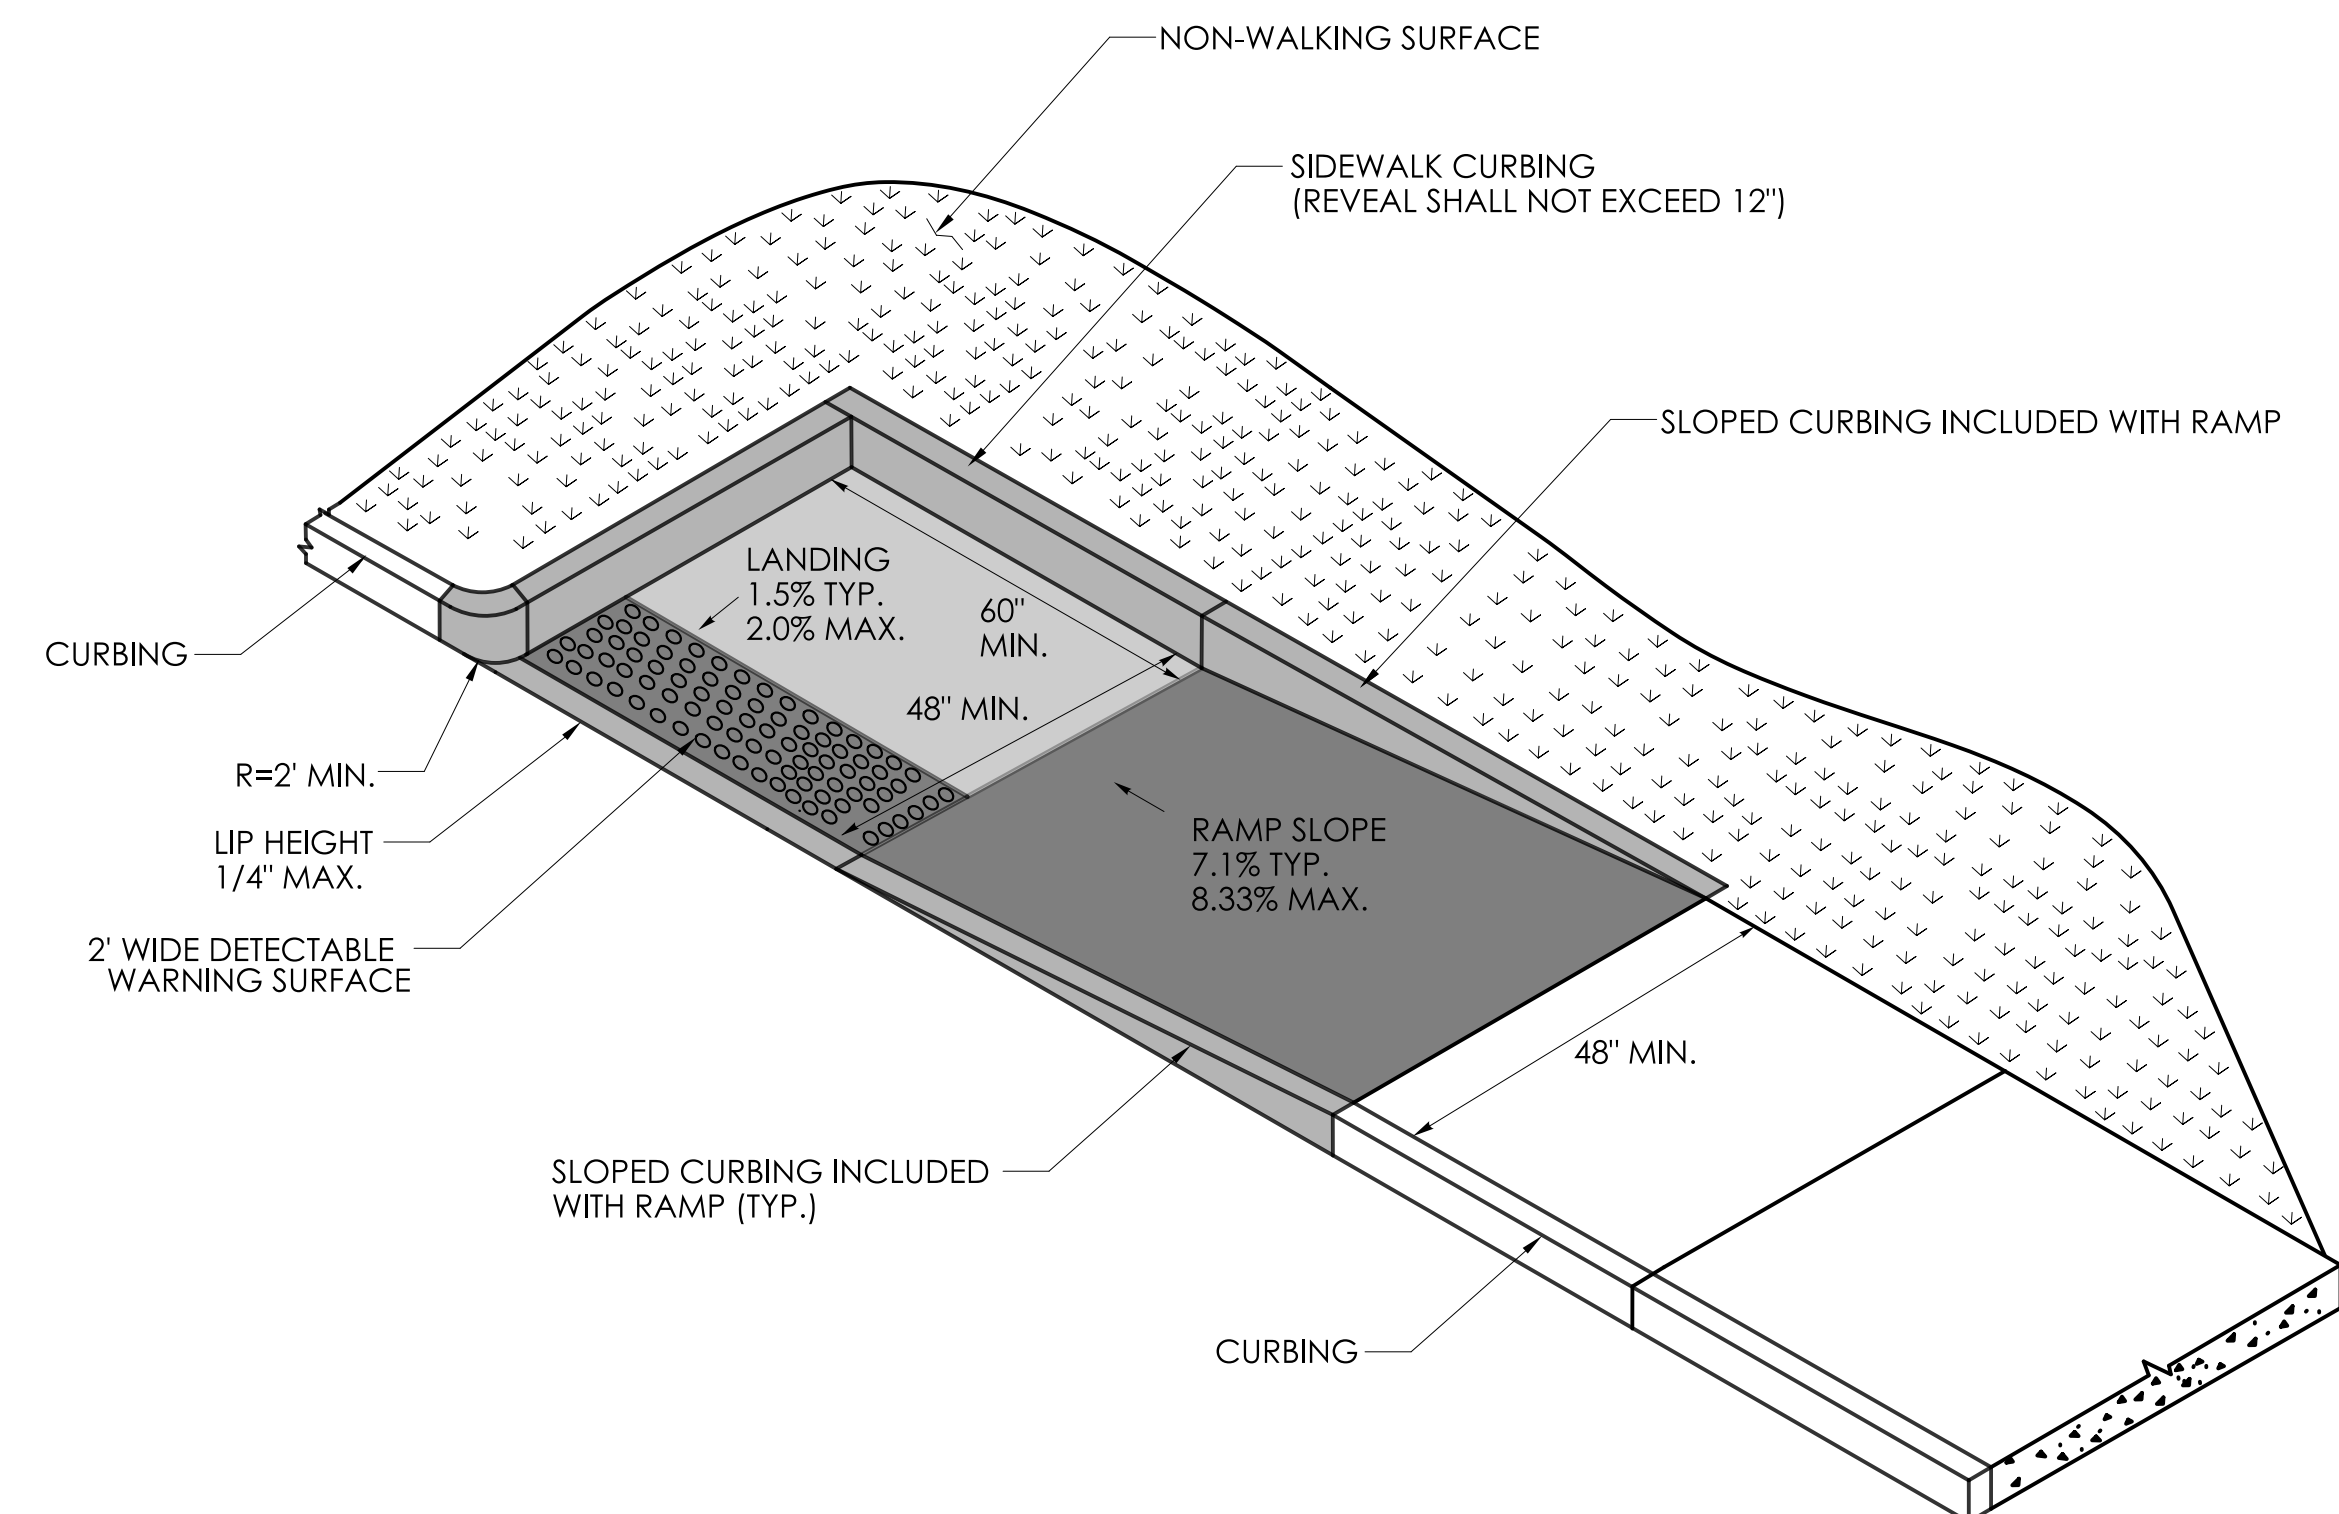 NON-WALKING SURFACE
SIDEWALK CURBING
(REVEAL SHALL NOT EXCEED 12")
SLOPED CURBING INCLUDED WITH RAMP
LANDING
1.5% TYP.
2.0% MAX.
60"
MIN.
48" MIN.
CURBING
R=2' MIN.
LIP HEIGHT
1/4" MAX.
2' WIDE DETECTABLE
WARNING SURFACE
RAMP SLOPE
7.1% TYP.
8.33% MAX.
48" MIN.
SLOPED CURBING INCLUDED
WITH RAMP (TYP.)
CURBING